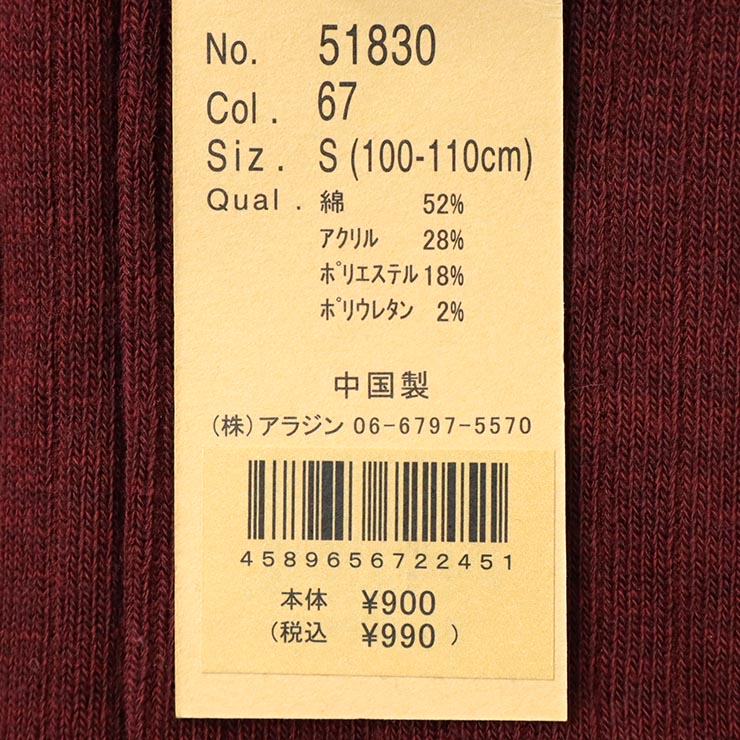 No. 51830
Col. 67
Siz. S (100-110cm)
Qual. 綿 52%
アクリル 28%
ポリエステル 18%
ポリウレタン 2%
中国製
(株)アラジン 06-6797-5570
4589656722451
本体 ¥900
(税込 ¥990 )